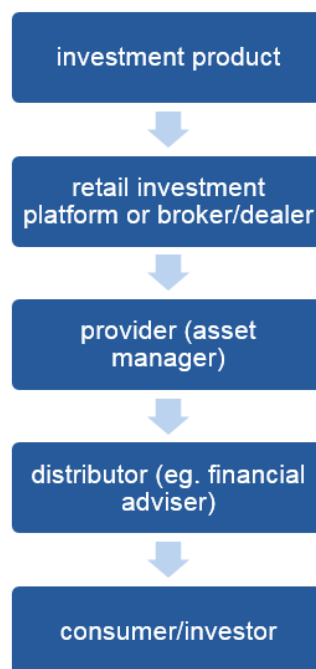 investment product
retail investment
platform or broker/dealer
provider (asset
manager)
distributor (eg. financial
adviser)
consumer/investor